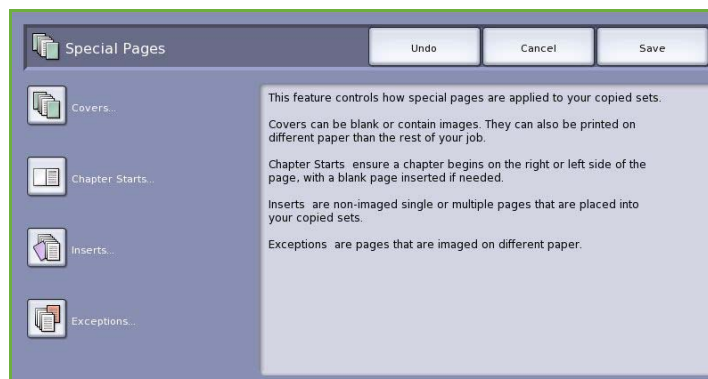 Special Pages
Undo
Cancel
Save
Covers...
Chapter Starts...
Inserts...
Exceptions...
This feature controls how special pages are applied to your copied sets.
Covers can be blank or contain images. They can also be printed on
different paper than the rest of your job.
Chapter Starts ensure a chapter begins on the right or left side of the
page, with a blank page inserted if needed.
Inserts are non-imaged single or multiple pages that are placed into
your copied sets.
Exceptions are pages that are imaged on different paper.